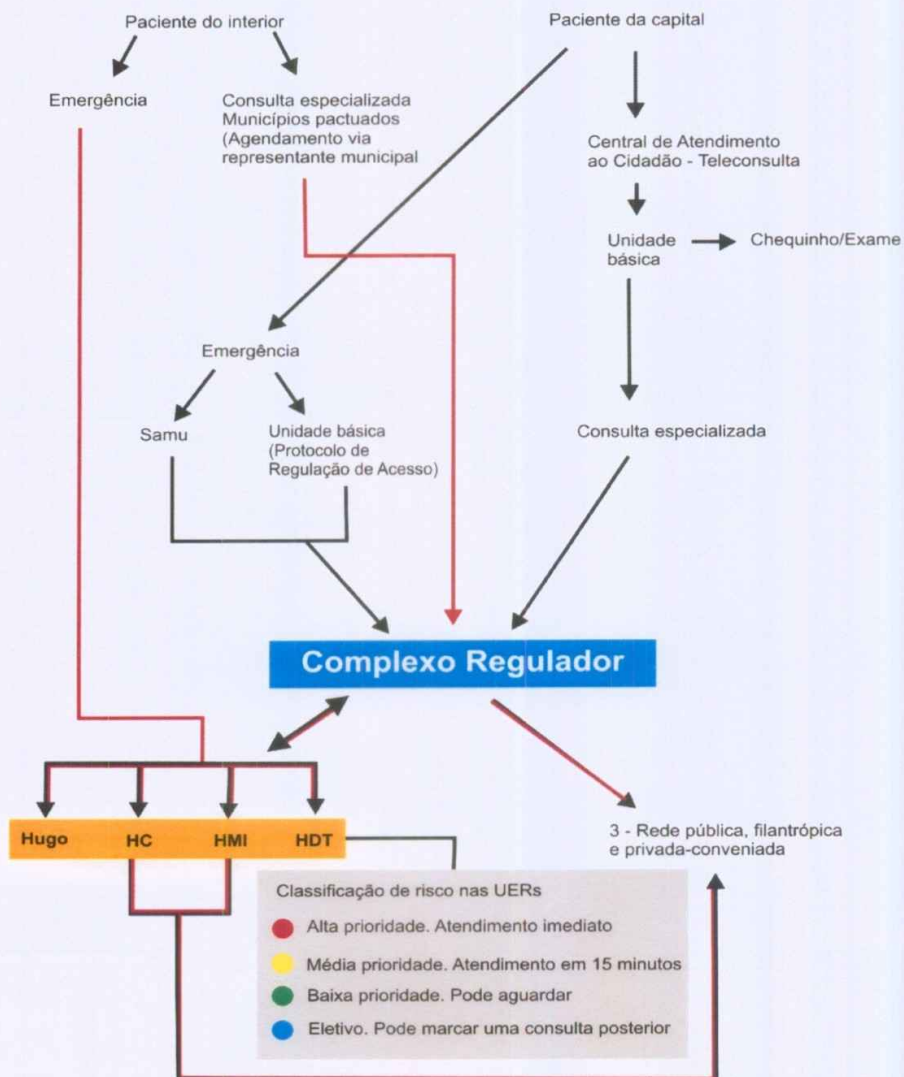 Paciente do interior
Paciente da capital
Emergência
Consulta especializada
Municípios pactuados
(Agendamento via
representante municipal
Central de Atendimento
ao Cidadão - Teleconsulta
Unidade
básica
Chequinho/Exame
Emergência
Samu
Unidade básica
(Protocolo de
Regulação de Acesso)
Consulta especializada
Complexo Regulador
Hugo
HC
HMI
HDT
3 - Rede pública, filantrópica
e privada-conveniada
Classificação de risco nas UERs
Alta prioridade. Atendimento imediato
Média prioridade. Atendimento em 15 minutos
Baixa prioridade. Pode aguardar
Eletivo. Pode marcar uma consulta posterior